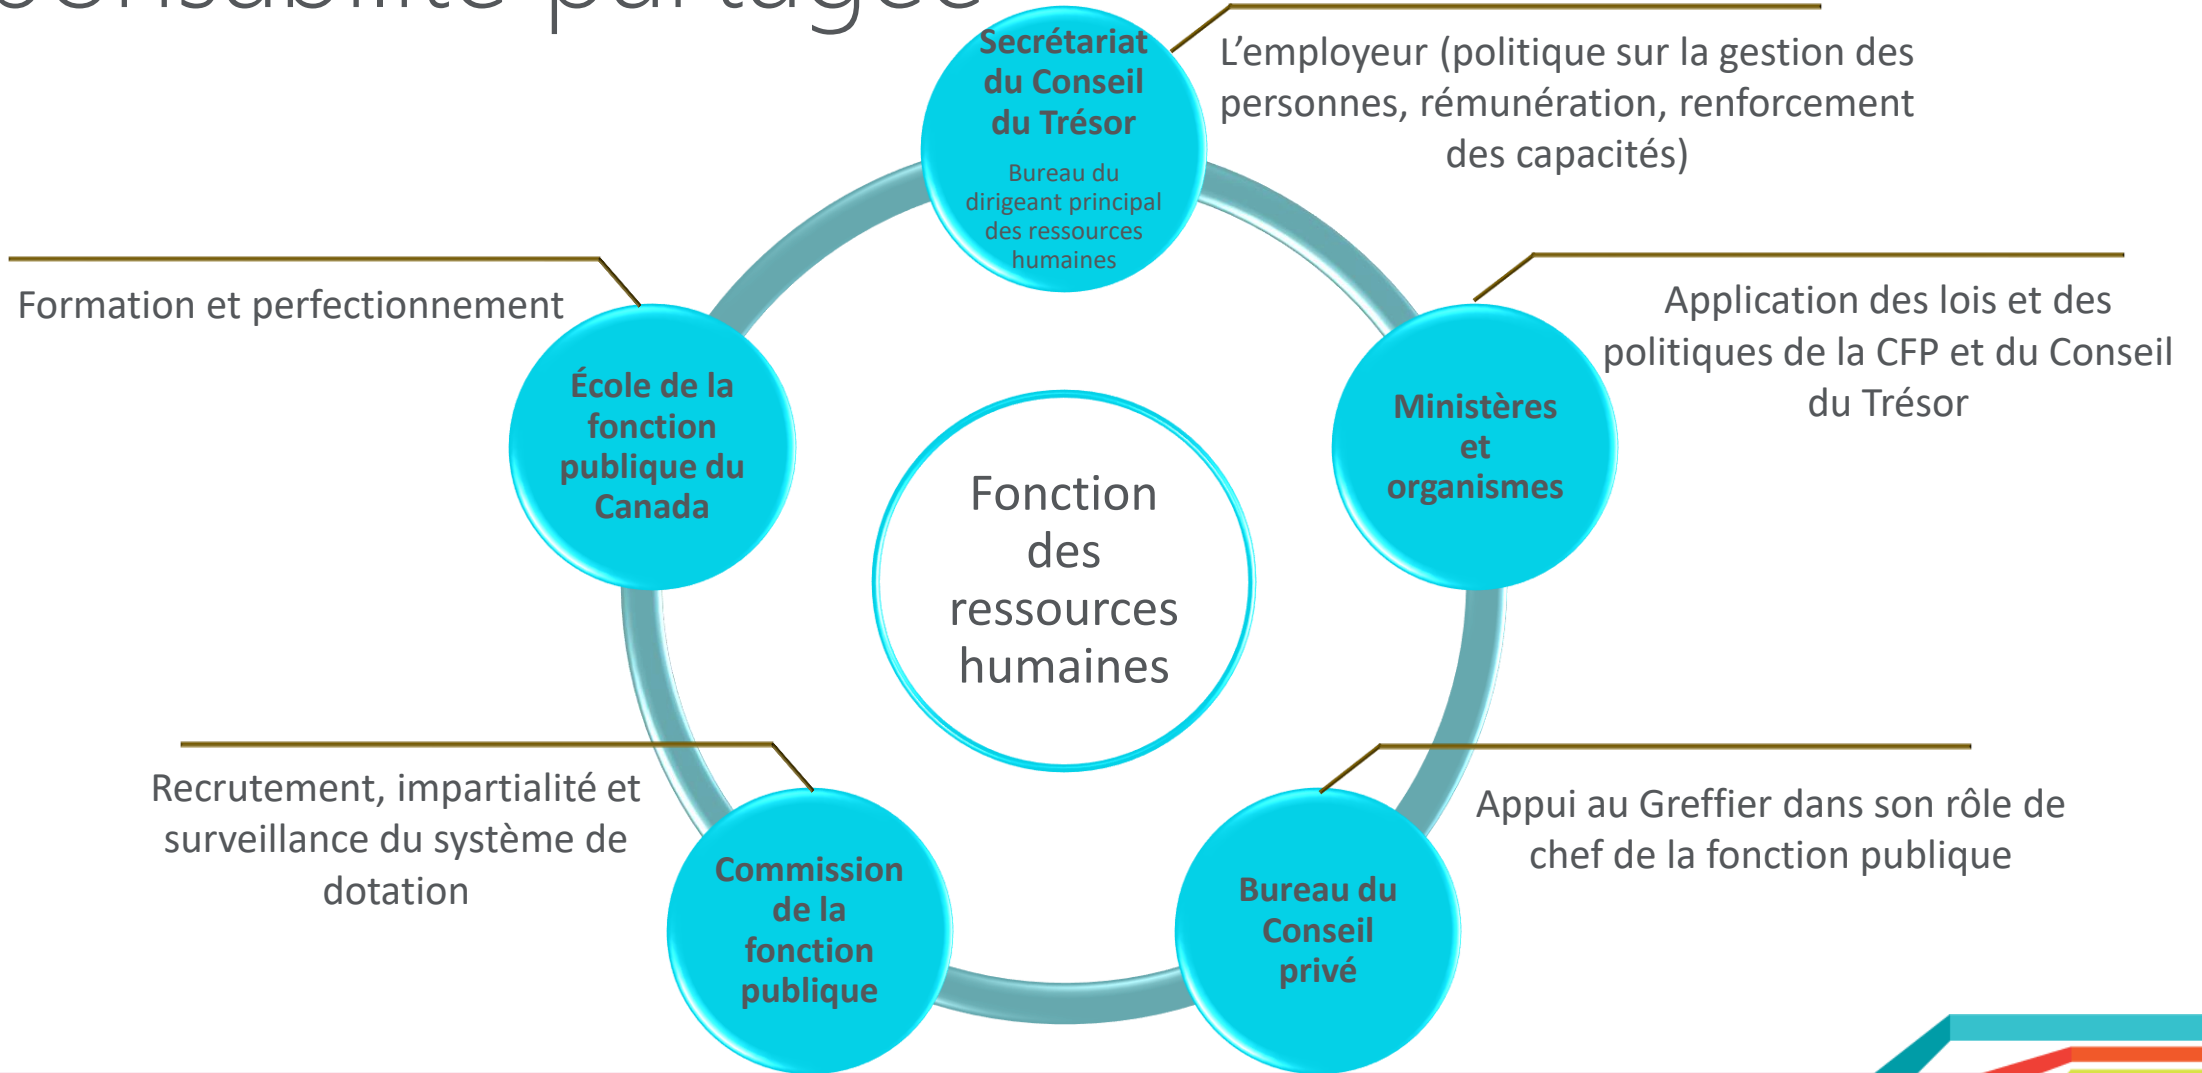 partagée
Secrétariat
du Conseil
du Trésor
Bureau du
dirigeant principal
des ressources
humaines
L’employeur (politique sur la gestion des
personnes, rémunération, renforcement
des capacités)
Formation et perfectionnement
École de la
fonction
publique du
Canada
Application des lois et des
politiques de la CFP et du Conseil
du Trésor
Ministères
et
organismes
Fonction
des
ressources
humaines
Recrutement, impartialité et
surveillance du système de
dotation
Commission
de la
fonction
publique
Appui au Greffier dans son rôle de
chef de la fonction publique
Bureau du
Conseil
privé